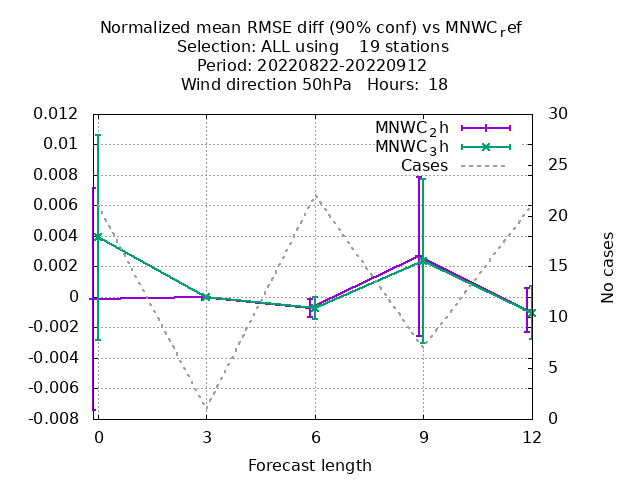 Normalized mean RMSE diff (90% conf) vs MNWC_ref
Selection: ALL using 19 stations
Period: 20220822-20220912
Wind direction 50hPa Hours: 18
0.012
0.01
0.008
0.006
0.004
0.002
0
-0.002
-0.004
-0.006
-0.008
30
25
20
15
10
5
0
MNWC_2h
MNWC_3h
Cases
No cases
0 3 6 9 12
Forecast length